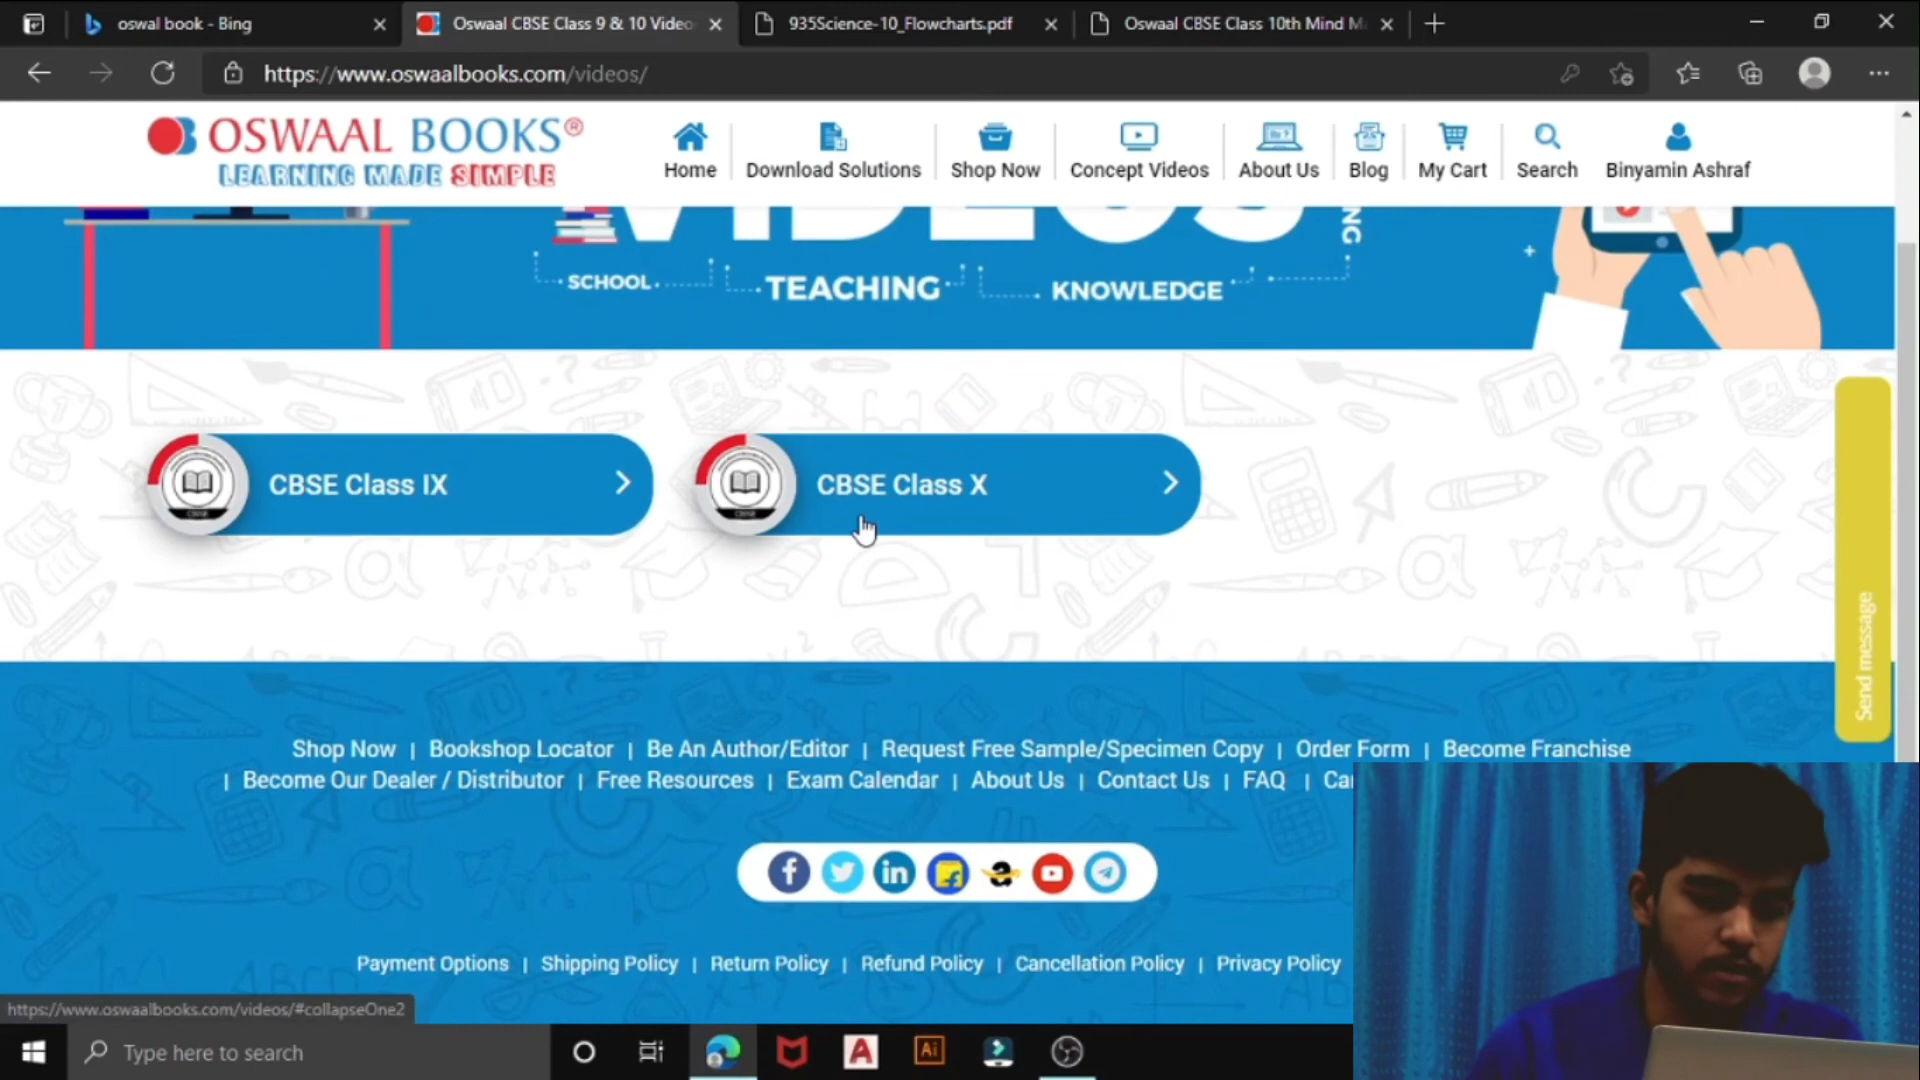 oswal book - Bing
Oswaal CBSE Class 9 & 10 Video
935Science-10_Flowcharts.pdf
Oswaal CBSE Class 10th Mind M
https://www.oswaalbooks.com/videos/
OSWAAL BOOKS®
LEARNING MADE SIMPLE
Home
Download Solutions
Shop Now
Concept Videos
About Us
Blog
My Cart
Search
Binyamin Ashraf
VIDEOS
NG
SCHOOL
TEACHING
KNOWLEDGE
CBSE Class IX
CBSE Class X
Send message
Shop Now | Bookshop Locator | Be An Author/Editor | Request Free Sample/Specimen Copy | Order Form | Become Franchise
| Become Our Dealer / Distributor | Free Resources | Exam Calendar | About Us | Contact Us | FAQ | Ca
Payment Options | Shipping Policy | Return Policy | Refund Policy | Cancellation Policy | Privacy Policy
https://www.oswaalbooks.com/videos/#collapseOne2
Type here to search